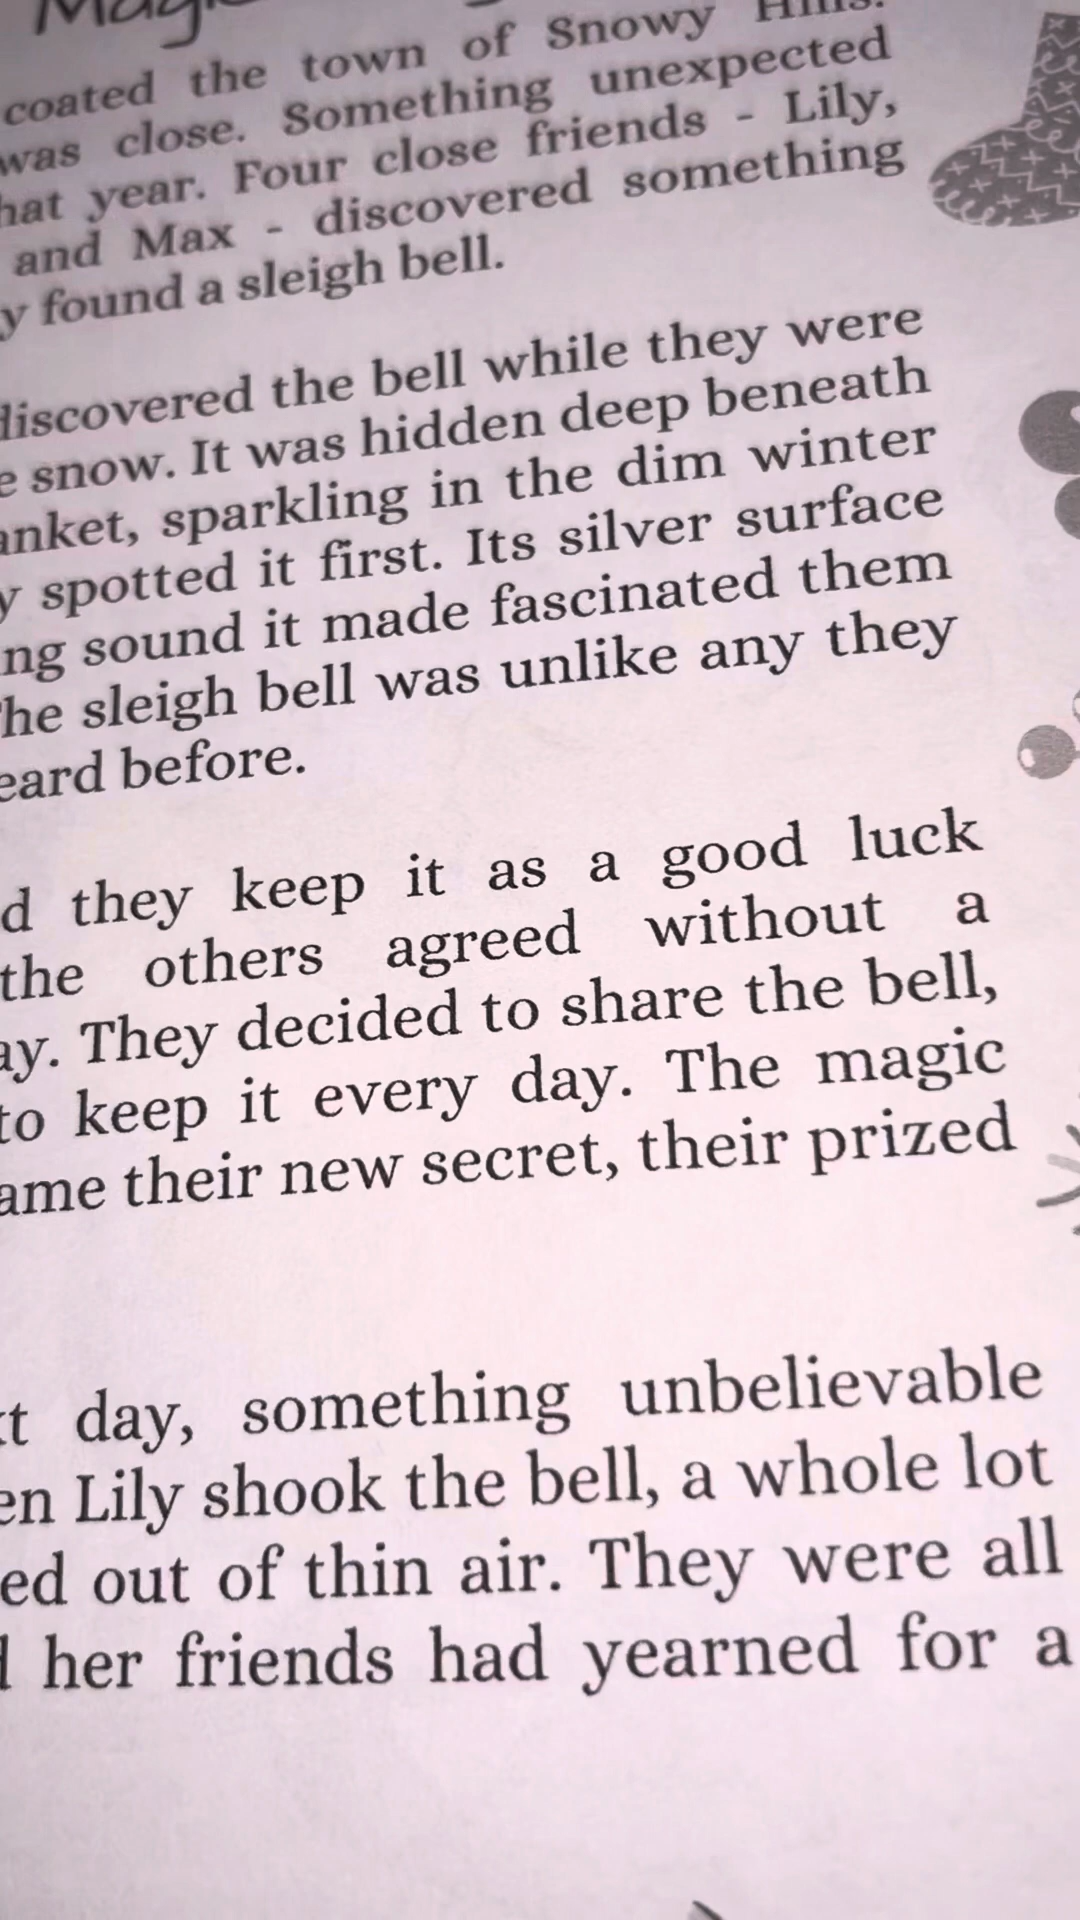 coated the town of Snowy Hills.
was close. Something unexpected
hat year. Four close friends - Lily,
and Max - discovered something
y found a sleigh bell.
discovered the bell while they were
e snow. It was hidden deep beneath
anket, sparkling in the dim winter
y spotted it first. Its silver surface
ng sound it made fascinated them
he sleigh bell was unlike any they
eard before.
d they keep it as a good luck
the others agreed without a
ay. They decided to share the bell,
to keep it every day. The magic
ame their new secret, their prized
t day, something unbelievable
en Lily shook the bell, a whole lot
ed out of thin air. They were all
her friends had yearned for a